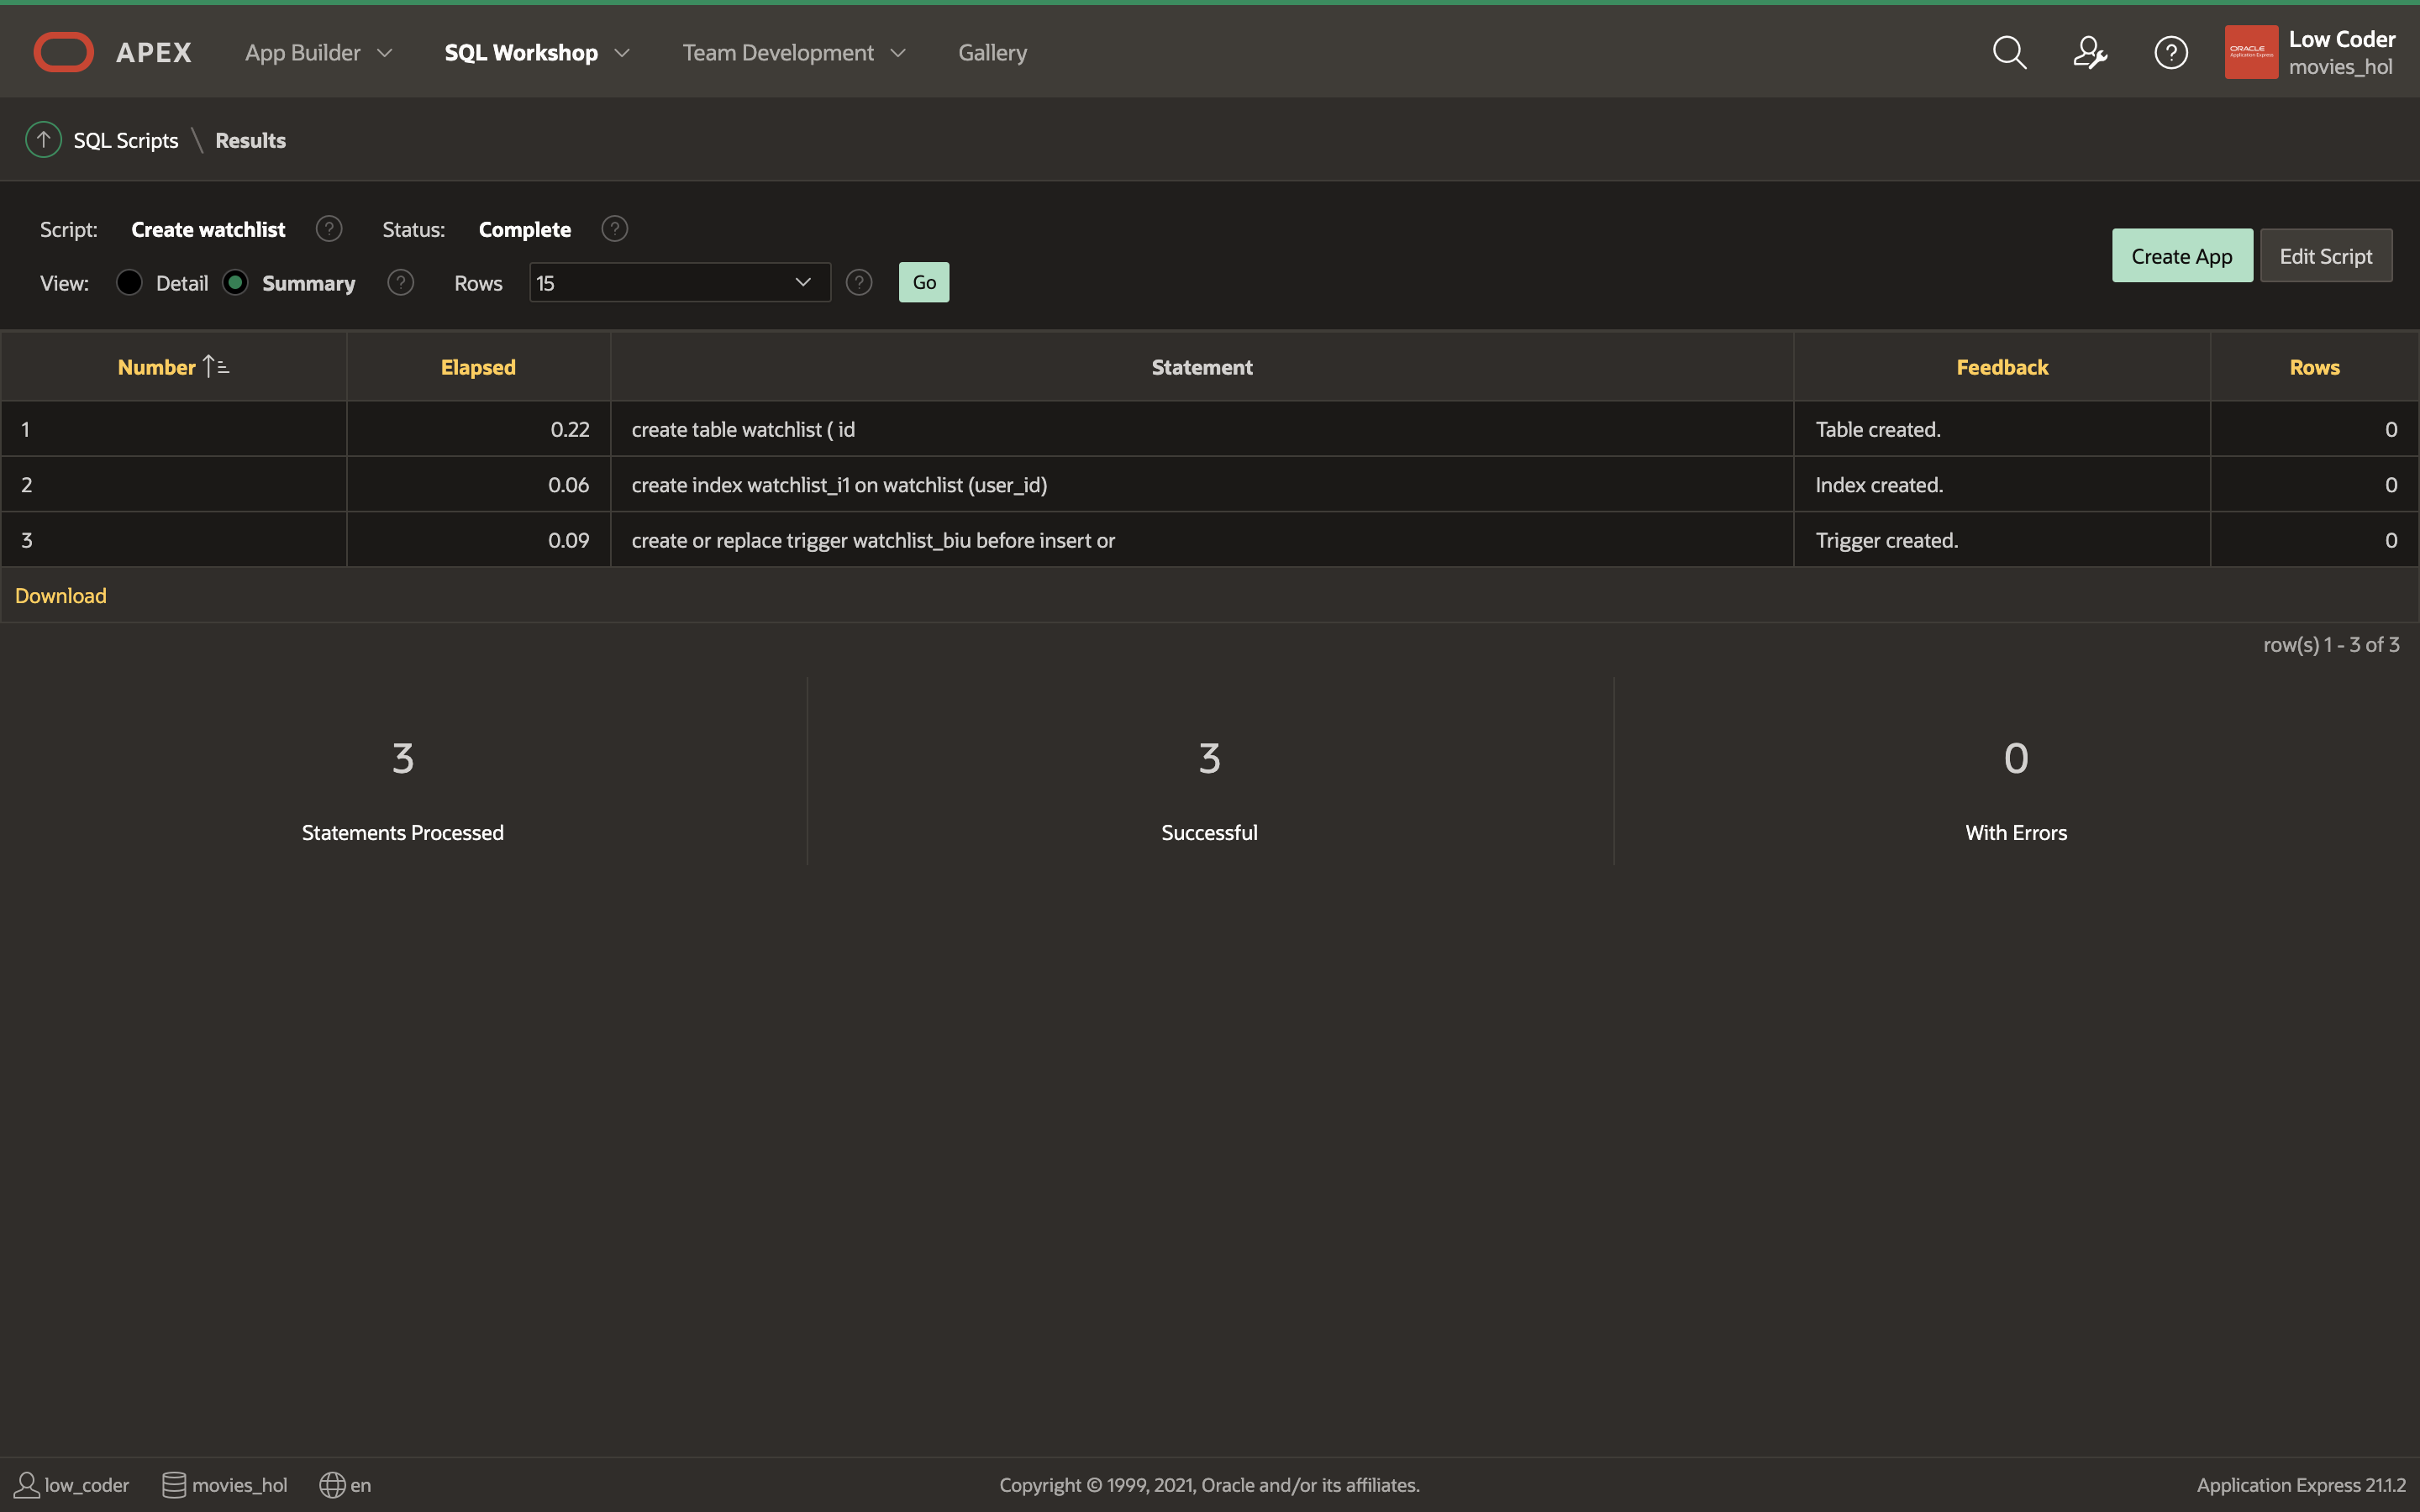 APEX App Builder SQL Workshop Team Development Gallery ORACLE Application Express Low Coder
movies_hol
SQL Scripts \ Results
Script: Create watchlist ? Status: Complete ?
View: Detail Summary ? Rows 15 ? Go Create App Edit Script
Number Elapsed Statement Feedback Rows
1 0.22 create table watchlist ( id Table created. 0
2 0.06 create index watchlist_i1 on watchlist (user_id) Index created. 0
3 0.09 create or replace trigger watchlist_biu before insert or Trigger created. 0
Download
row(s) 1 - 3 of 3
3 3 0
Statements Processed Successful With Errors
low_coder movies_hol en Copyright © 1999, 2021, Oracle and/or its affiliates. Application Express 21.1.2